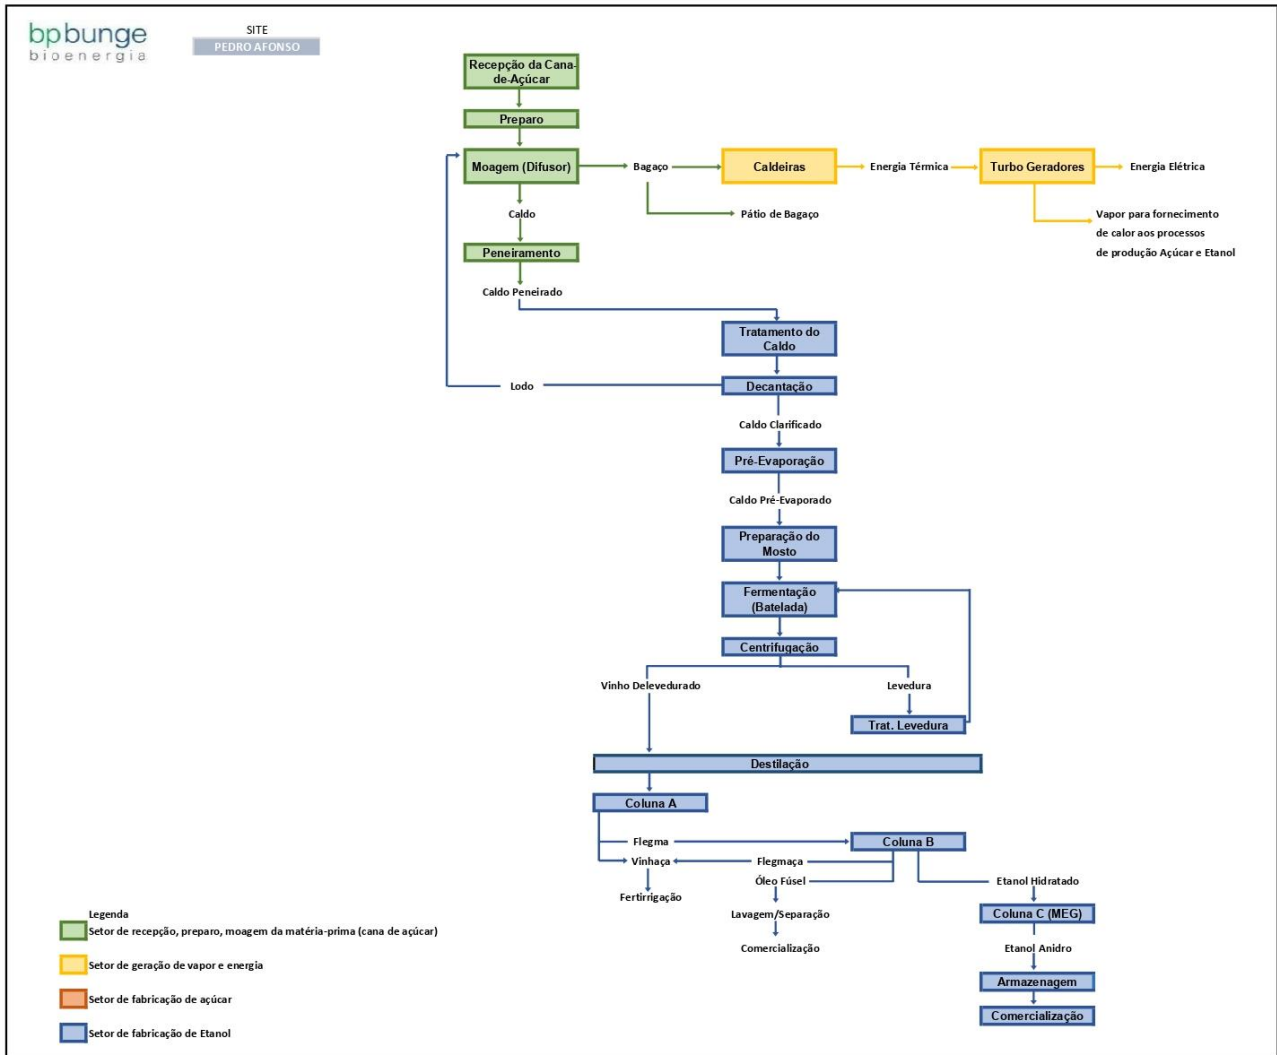 bpbunge
bioenergia
SITE
PEDRO AFONSO
Recepção da Cana-
de-Açúcar
Preparo
Moagem (Difusor)
Bagaço
Caldeiras
Energia Térmica
Turbo Geradores
Energia Elétrica
Caldo
Pátio de Bagaço
Vapor para fornecimento
de calor aos processos
de produção Açúcar e Etanol
Peneiramento
Caldo Peneirado
Tratamento do
Caldo
Lodo
Decantação
Caldo Clarificado
Pré-Evaporação
Caldo Pré-Evaporado
Preparação do
Mosto
Fermentação
(Batelada)
Centrifugação
Vinho Delevedurado
Levedura
Trat. Levedura
Destilação
Coluna A
Flegma
Coluna B
Vinhaça
Flegmaça
Óleo Fúsel
Etanol Hidratado
Fertirrigação
Lavagem/Separação
Coluna C (MEG)
Comercialização
Etanol Anidro
Armazenagem
Comercialização
Legenda
Setor de recepção, preparo, moagem da matéria-prima (cana de açúcar)
Setor de geração de vapor e energia
Setor de fabricação de açúcar
Setor de fabricação de Etanol